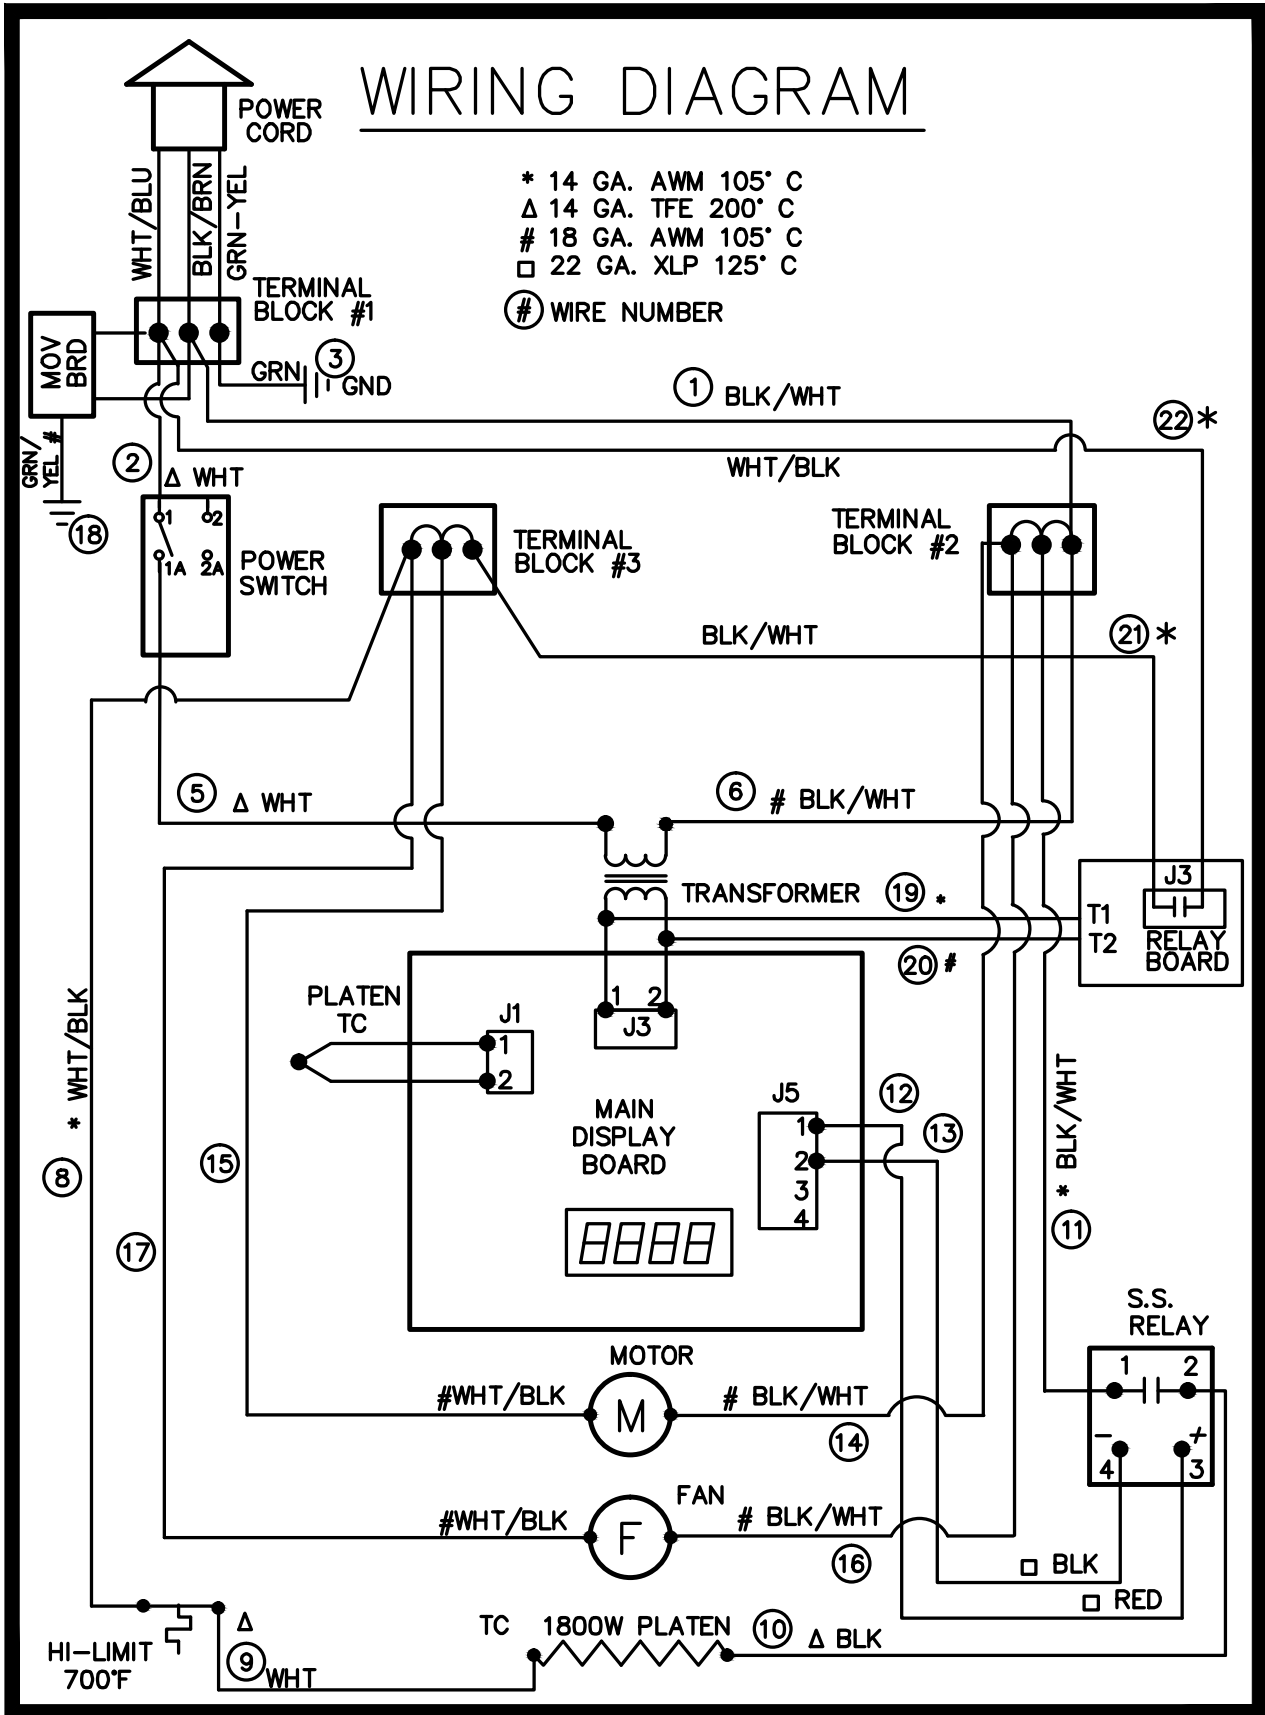 WIRING DIAGRAM
POWER
CORD
WHT/BLU
BLK/BRN
GRN-YEL
* 14 GA. AWM 105° C
Δ 14 GA. TFE 200° C
# 18 GA. AWM 105° C
□ 22 GA. XLP 125° C
# WIRE NUMBER
TERMINAL
BLOCK #1
MOV
BRD
GRN
3
GND
1
BLK/WHT
22 *
GRN/
YEL #
2
Δ WHT
WHT/BLK
18
1
2
1A
2A
POWER
SWITCH
TERMINAL
BLOCK #3
TERMINAL
BLOCK #2
BLK/WHT
21 *
5
Δ WHT
6
# BLK/WHT
TRANSFORMER
19 *
J3
T1
T2
RELAY
BOARD
20 #
PLATEN
TC
J1
1
2
1
2
J3
* WHT/BLK
8
15
17
MAIN
DISPLAY
BOARD
J5
1
2
3
4
8888
12
13
* BLK/WHT
11
S.S.
RELAY
1
2
-
+
4
3
MOTOR
#WHT/BLK
M
# BLK/WHT
14
FAN
#WHT/BLK
F
# BLK/WHT
16
□ BLK
□ RED
HI-LIMIT
700°F
Δ
9
WHT
TC
1800W PLATEN
10
Δ BLK